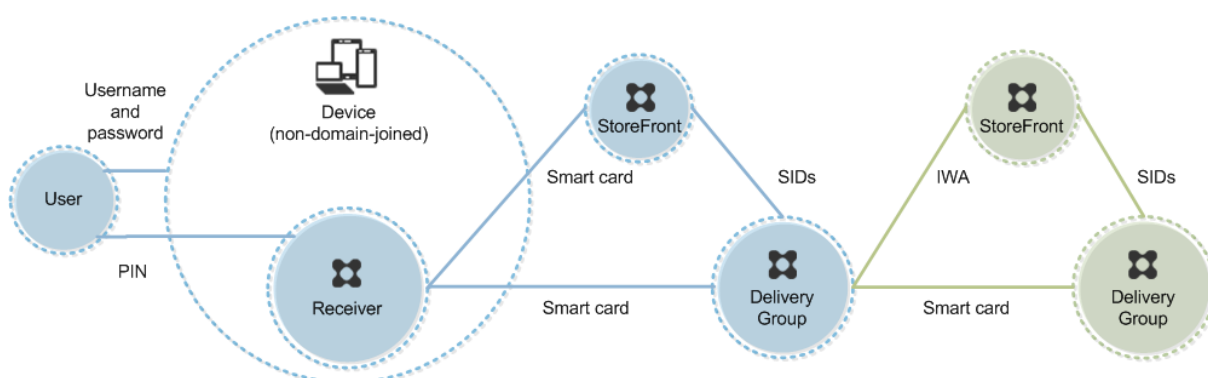 Username
and
password
User
PIN
Device
(non-domain-joined)
Receiver
StoreFront
Smart card
SIDs
Smart card
Delivery
Group
StoreFront
IWA
SIDs
Smart card
Delivery
Group